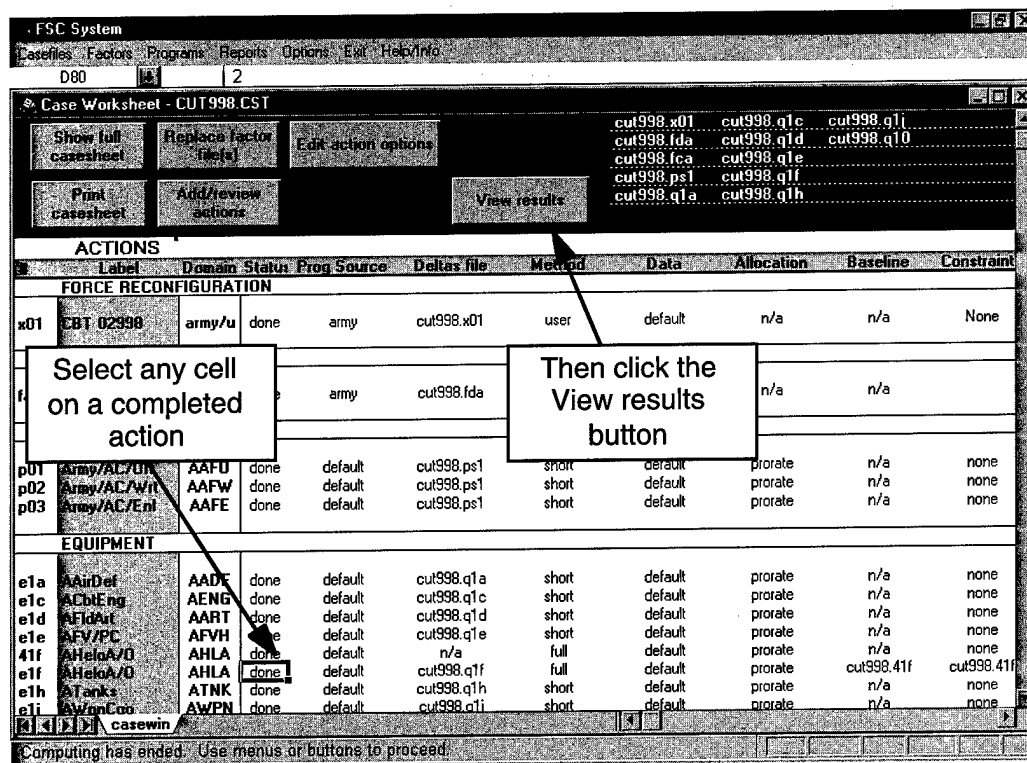 FSC System
Casefiles Factors Programs Reports Options Exit Help/Info
D80 2
Case Worksheet - CUT998.CST
Show full casesheet
Replace factor file(s)
Edit action options
Print casesheet
Add/review actions
View results
cut998.x01 cut998.q1c cut998.q1j
cut998.fda cut998.q1d cut998.q10
cut998.fca cut998.q1e
cut998.ps1 cut998.q1f
cut998.q1a cut998.q1h
ACTIONS
Label Domain Status Prog Source Deltas file Method Data Allocation Baseline Constraint
FORCE RECONFIGURATION
x01 CBT 02998 army/u done army cut998.x01 user default n/a n/a None
Select any cell
on a completed
action
Then click the
View results
button
army cut998.fda n/a n/a
p01 Army/AC/Off AAFO done default cut998.ps1 short default prorate n/a none
p02 Army/AC/Wrt AAFW done default cut998.ps1 short default prorate n/a none
p03 Army/AC/Enl AAFE done default cut998.ps1 short default prorate n/a none
EQUIPMENT
e1a AAirDef AADF done default cut998.q1a short default prorate n/a none
e1c ACbtEng AENG done default cut998.q1c short default prorate n/a none
e1d AFldArt AART done default cut998.q1d short default prorate n/a none
e1e AFV/PC AFVH done default cut998.q1e short default prorate n/a none
41f AHeloA/O AHLA done default n/a full default prorate n/a none
e1f AHeloA/O AHLA done default cut998.q1f full default prorate cut998.41f cut998.41f
e1h ATanks ATNK done default cut998.q1h short default prorate n/a none
e1j AWpnCoo AWPN done default cut998.q1j short default prorate n/a none
casewin
Computing has ended. Use menus or buttons to proceed.